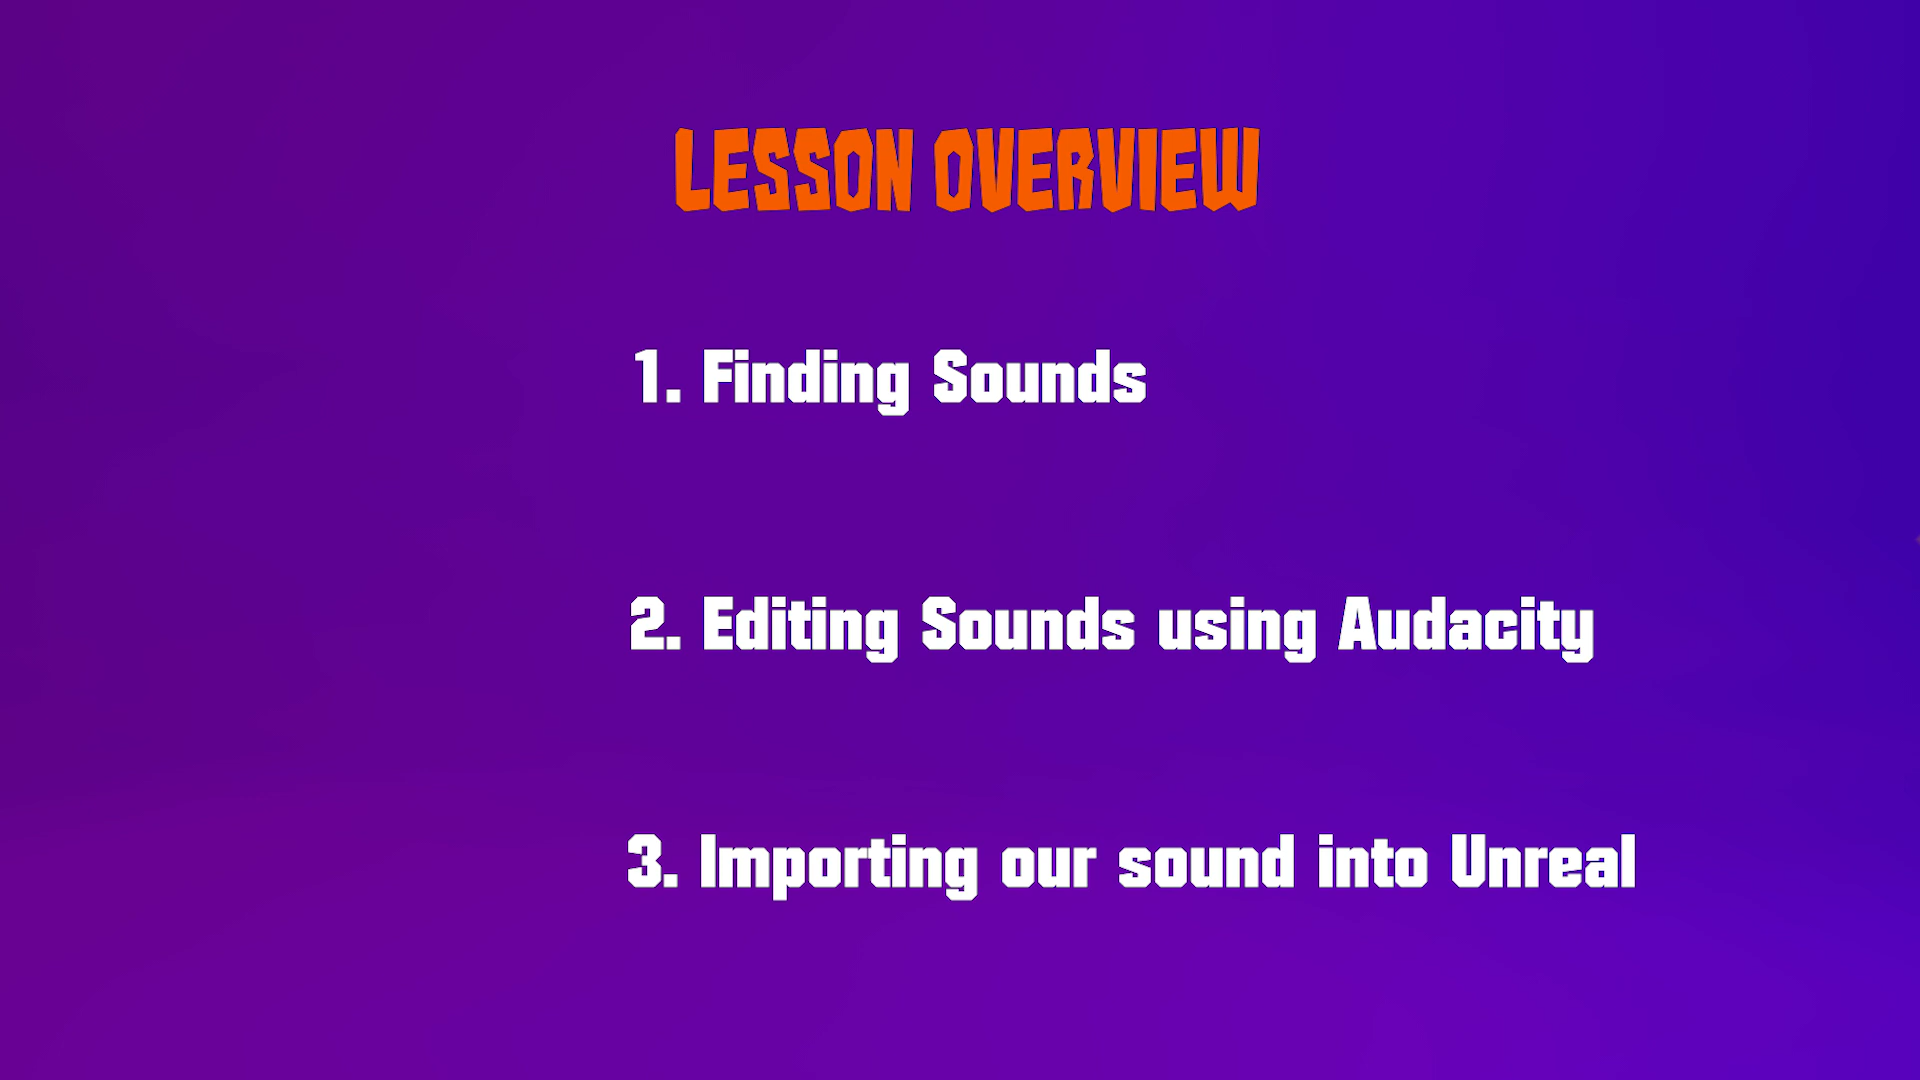 LESSON OVERVIEW
1. Finding Sounds
2. Editing Sounds using Audacity
3. Importing our sound into Unreal